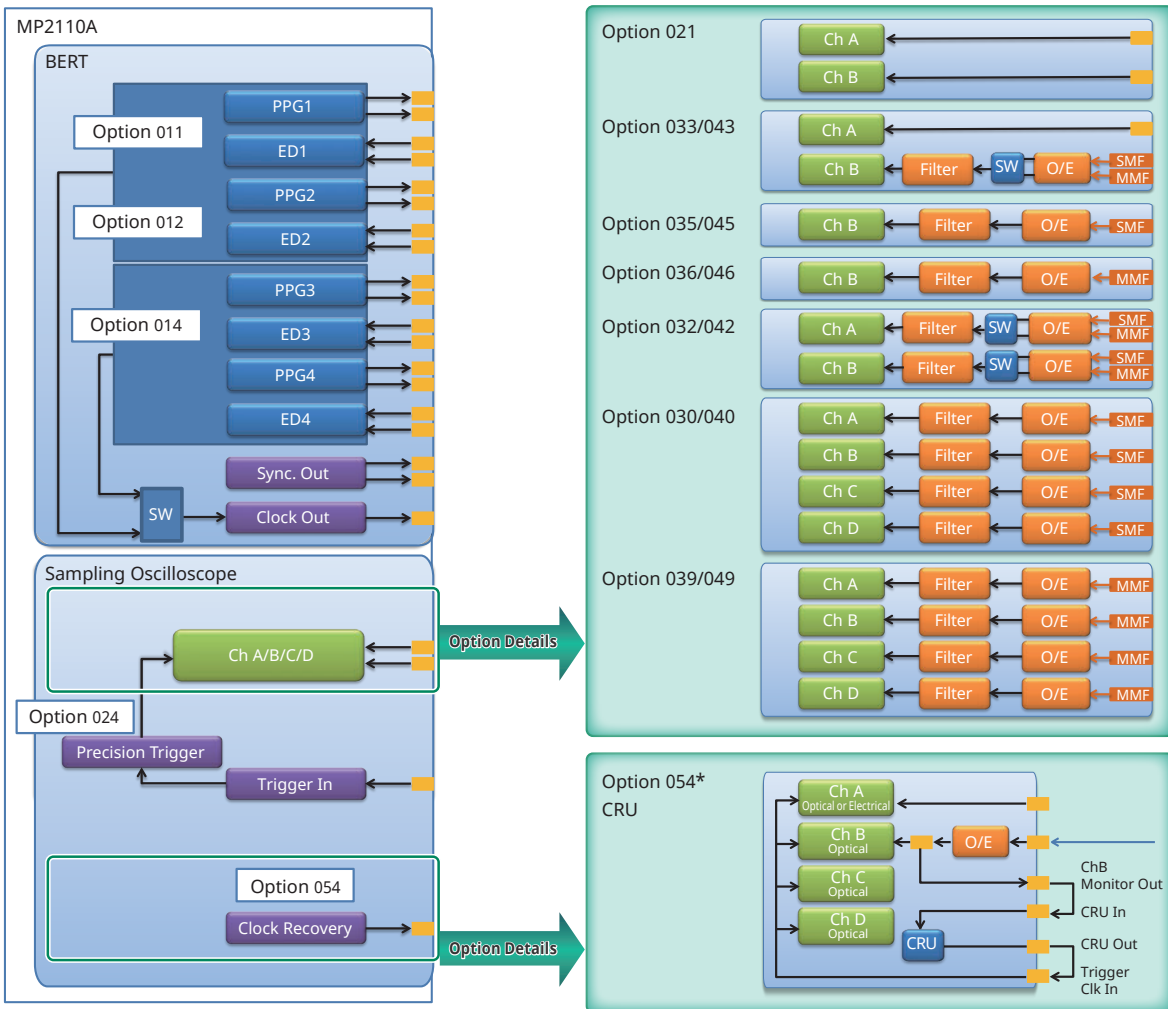 MP2110A
BERT
PPG1
Option 011
ED1
PPG2
Option 012
ED2
PPG3
Option 014
ED3
PPG4
ED4
Sync. Out
SW
Clock Out
Sampling Oscilloscope
Ch A/B/C/D
Option 024
Precision Trigger
Trigger In
Option 054
Clock Recovery
Option Details
Option Details
Option 021
Ch A
Ch B
Option 033/043
Ch A
Ch B Filter SW O/E SMF
MMF
Option 035/045
Ch B Filter O/E SMF
Option 036/046
Ch B Filter O/E MMF
Option 032/042
Ch A Filter SW O/E SMF
MMF
Ch B Filter SW O/E SMF
MMF
Option 030/040
Ch A Filter O/E SMF
Ch B Filter O/E SMF
Ch C Filter O/E SMF
Ch D Filter O/E SMF
Option 039/049
Ch A Filter O/E MMF
Ch B Filter O/E MMF
Ch C Filter O/E MMF
Ch D Filter O/E MMF
Option 054*
CRU
Ch A
Optical or Electrical
Ch B
Optical
O/E
Ch C
Optical
Ch D
Optical
CRU
ChB
Monitor Out
CRU In
CRU Out
Trigger
Clk In